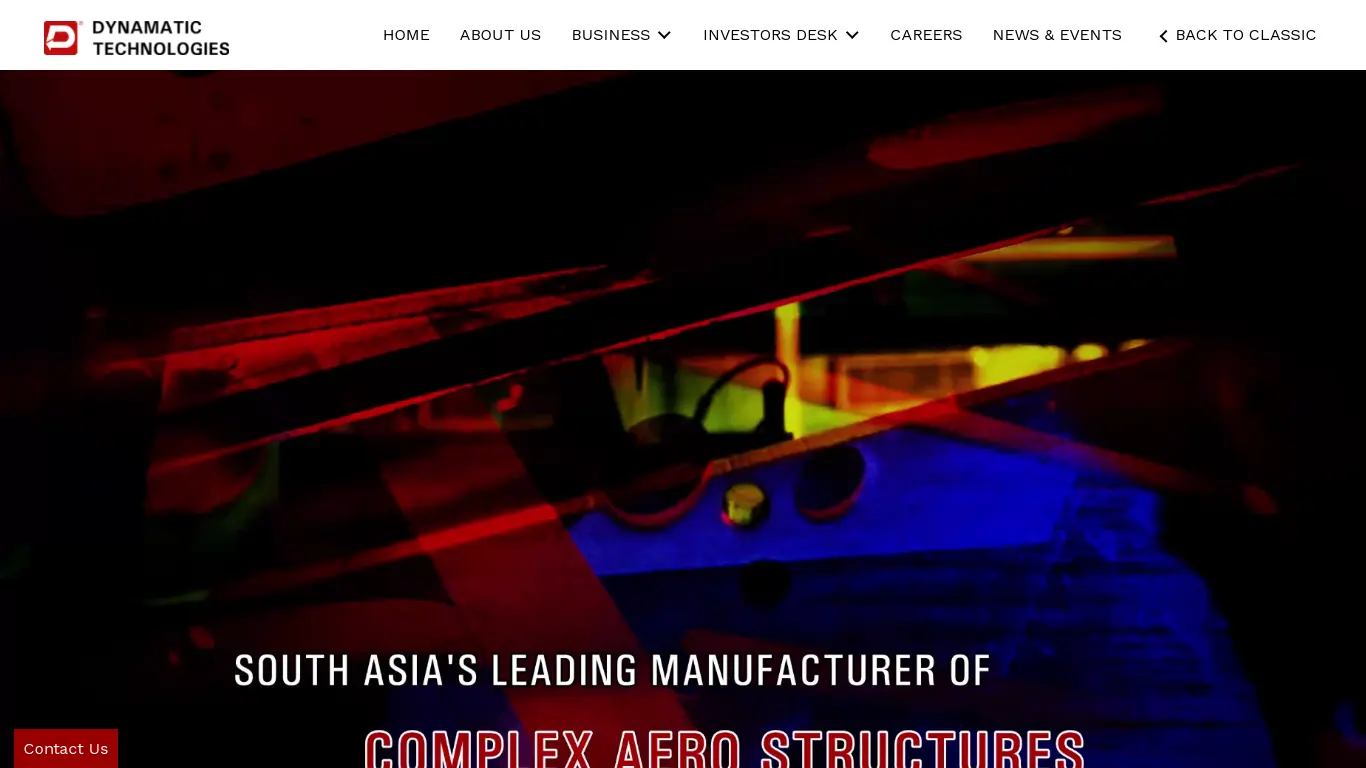 DYNAMATIC
TECHNOLOGIES
HOME
ABOUT US
BUSINESS
INVESTORS DESK
CAREERS
NEWS & EVENTS
BACK TO CLASSIC
SOUTH ASIA'S LEADING MANUFACTURER OF
COMPLEX AERO STRUCTURES
Contact Us